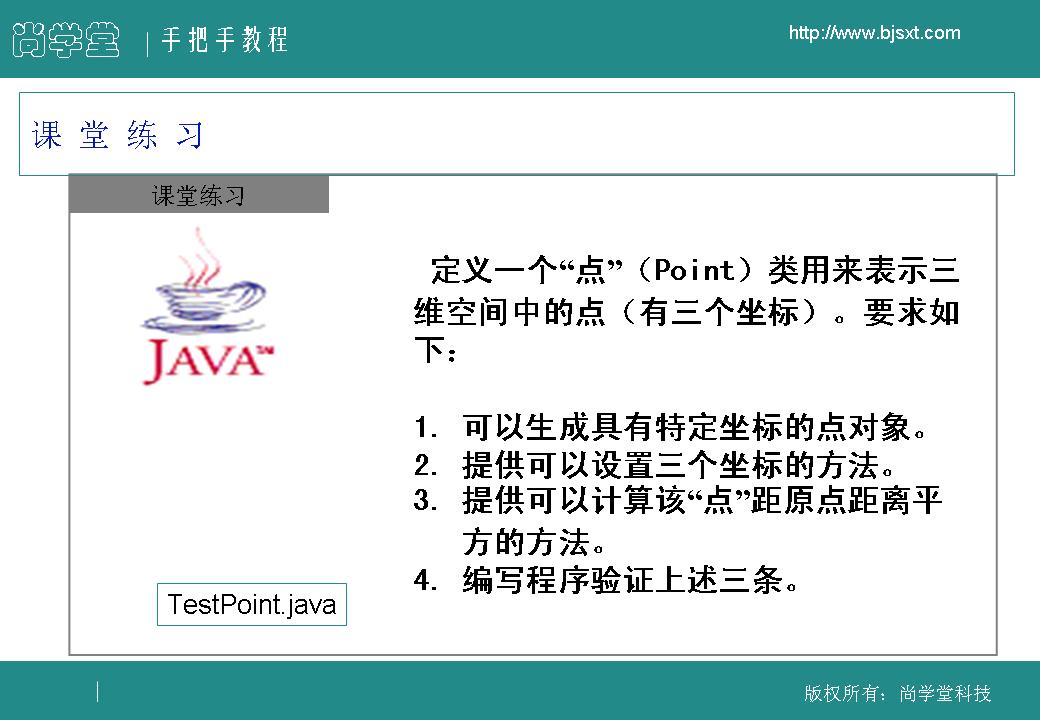 尚学堂
手把手教程
http://www.bjsxt.com
课 堂 练 习
课堂练习
JAVA™
定义一个“点”（Point）类用来表示三
维空间中的点（有三个坐标）。要求如
下：
1. 可以生成具有特定坐标的点对象。
2. 提供可以设置三个坐标的方法。
3. 提供可以计算该“点”距原点距离平
方的方法。
4. 编写程序验证上述三条。
TestPoint.java
版权所有：尚学堂科技